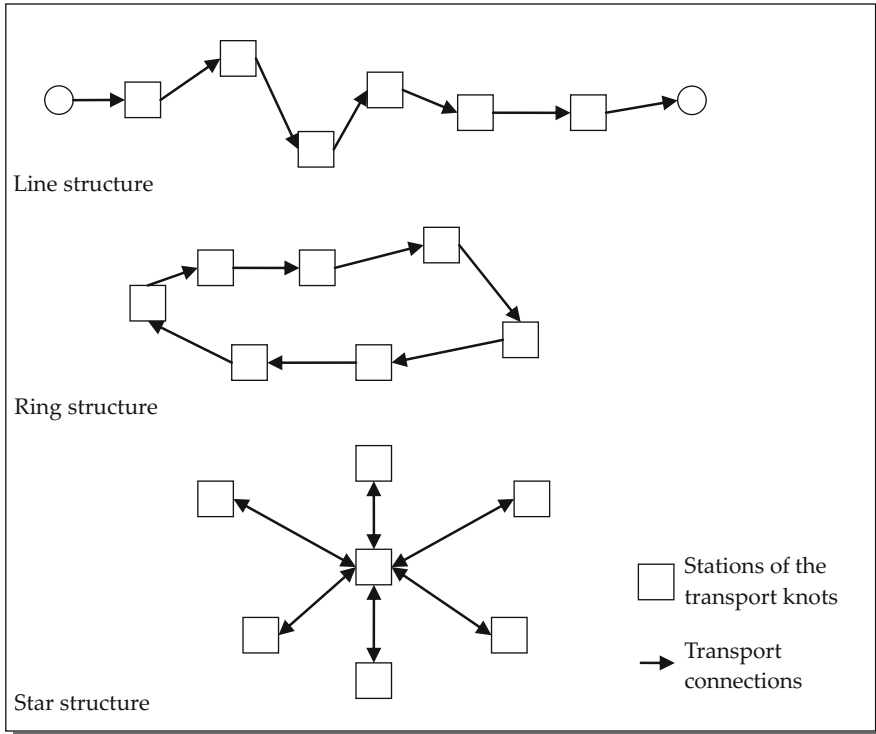 Line structure
Ring structure
Star structure
Stations of the
transport knots
Transport
connections